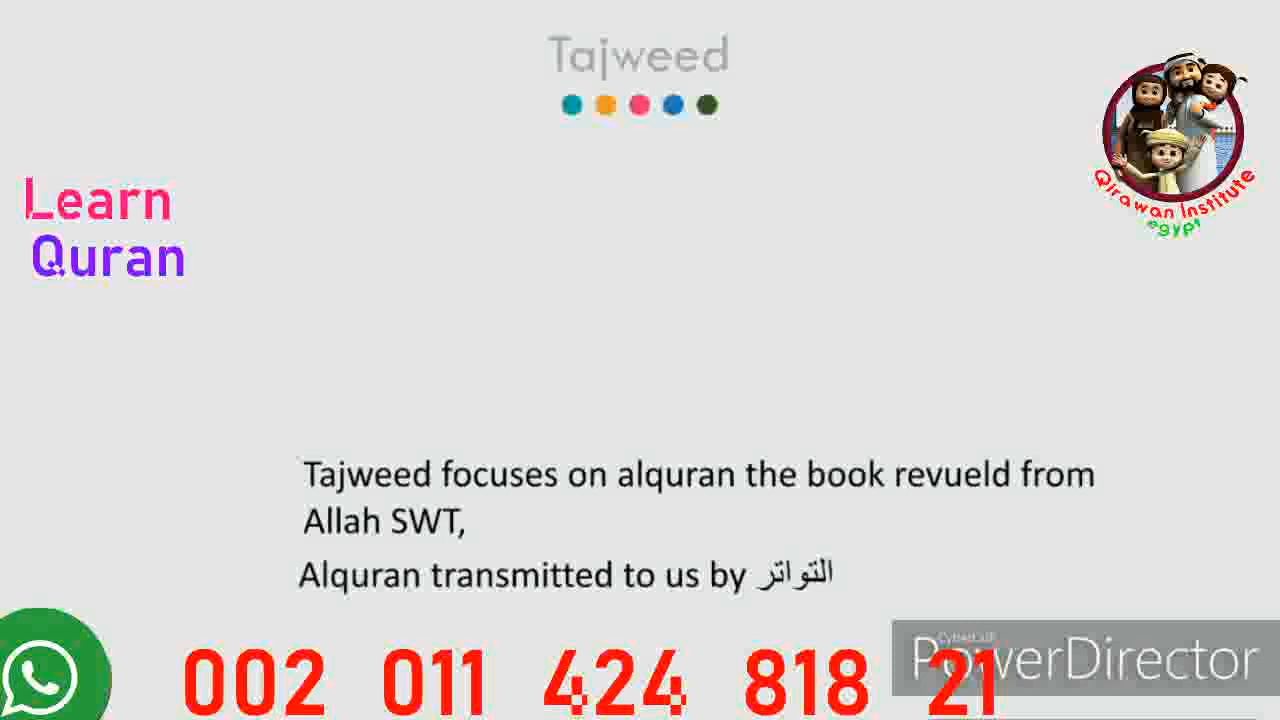 Tajweed
Learn
Quran
Qirawan Institute
egypt
Tajweed focuses on alquran the book revueld from
Allah SWT,
Alquran transmitted to us by التواتر
CyberLink
PowerDirector
002 011 424 818 21